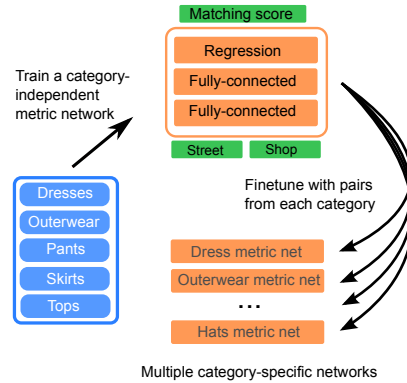 Matching score
Regression
Fully-connected
Fully-connected
Street
Shop
Train a category-
independent
metric network
Dresses
Outerwear
Pants
Skirts
Tops
Finetune with pairs
from each category
Dress metric net
Outerwear metric net
...
Hats metric net
Multiple category-specific networks